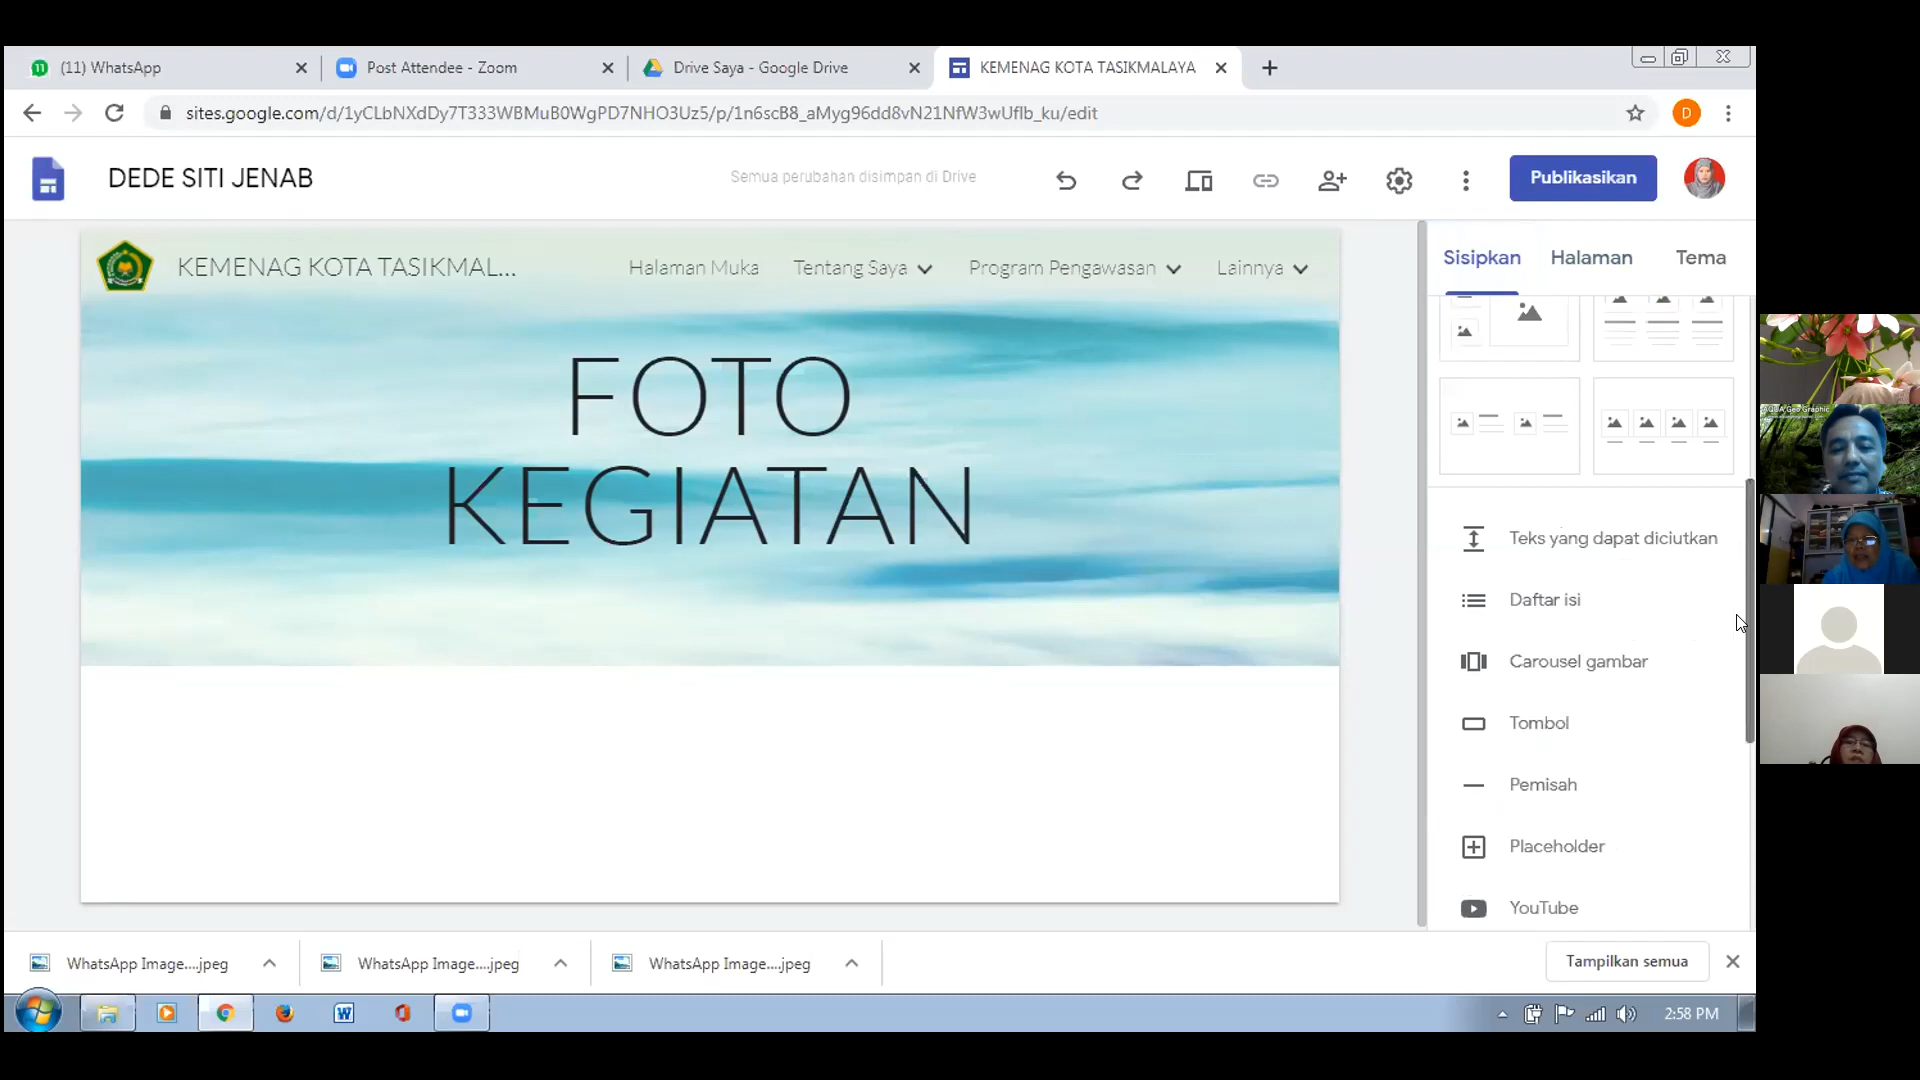 (11) WhatsApp
Post Attendee - Zoom
Drive Saya - Google Drive
KEMENAG KOTA TASIKMALAYA
sites.google.com/d/1yCLbNXdDy7T333WBMuB0WgPD7NHO3Uz5/p/1n6scB8_aMyg96dd8vN21NfW3wUflb_ku/edit
D
DEDE SITI JENAB
Semua perubahan disimpan di Drive
Publikasikan
KEMENAG KOTA TASIKMAL...
Halaman Muka
Tentang Saya
Program Pengawasan
Lainnya
FOTO
KEGIATAN
Sisipkan
Halaman
Tema
Teks yang dapat diciutkan
Daftar isi
Carousel gambar
Tombol
Pemisah
Placeholder
YouTube
AQUA Geo Graphic
WhatsApp Image....jpeg
WhatsApp Image....jpeg
WhatsApp Image....jpeg
Tampilkan semua
2:58 PM